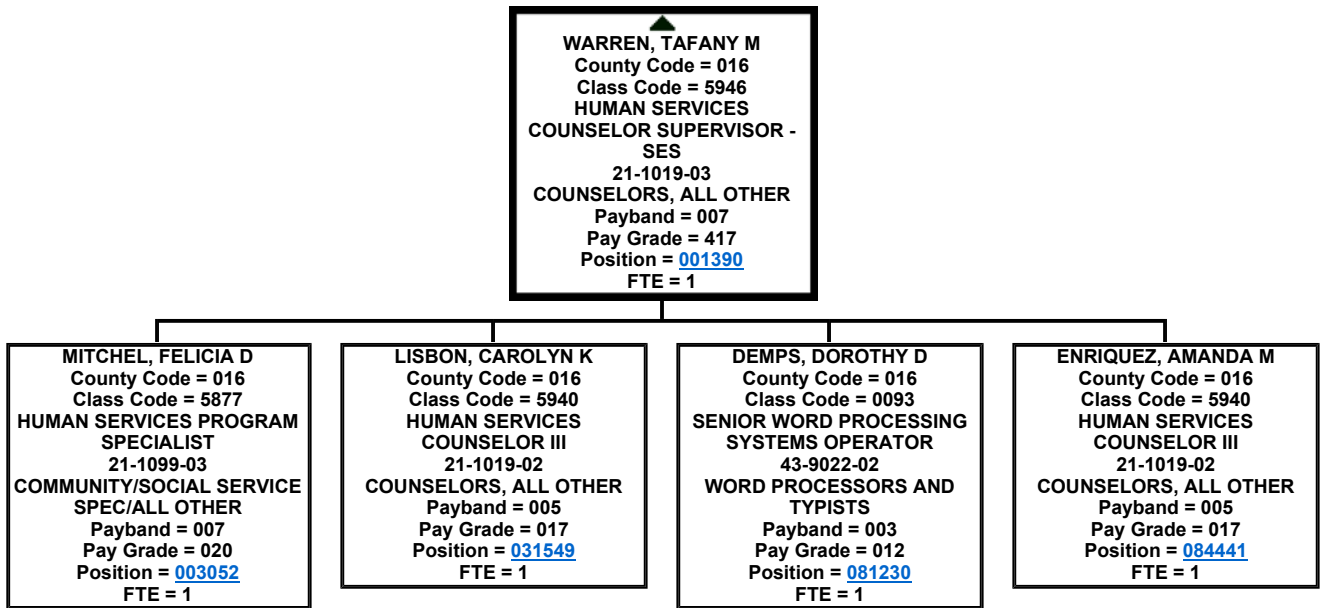 WARREN, TAFANY M
County Code = 016
Class Code = 5946
HUMAN SERVICES
COUNSELOR SUPERVISOR -
SES
21-1019-03
COUNSELORS, ALL OTHER
Payband = 007
Pay Grade = 417
Position = 001390
FTE = 1
MITCHEL, FELICIA D
County Code = 016
Class Code = 5877
HUMAN SERVICES PROGRAM
SPECIALIST
21-1099-03
COMMUNITY/SOCIAL SERVICE
SPEC/ALL OTHER
Payband = 007
Pay Grade = 020
Position = 003052
FTE = 1
LISBON, CAROLYN K
County Code = 016
Class Code = 5940
HUMAN SERVICES
COUNSELOR III
21-1019-02
COUNSELORS, ALL OTHER
Payband = 005
Pay Grade = 017
Position = 031549
FTE = 1
DEMPS, DOROTHY D
County Code = 016
Class Code = 0093
SENIOR WORD PROCESSING
SYSTEMS OPERATOR
43-9022-02
WORD PROCESSORS AND
TYPISTS
Payband = 003
Pay Grade = 012
Position = 081230
FTE = 1
ENRIQUEZ, AMANDA M
County Code = 016
Class Code = 5940
HUMAN SERVICES
COUNSELOR III
21-1019-02
COUNSELORS, ALL OTHER
Payband = 005
Pay Grade = 017
Position = 084441
FTE = 1